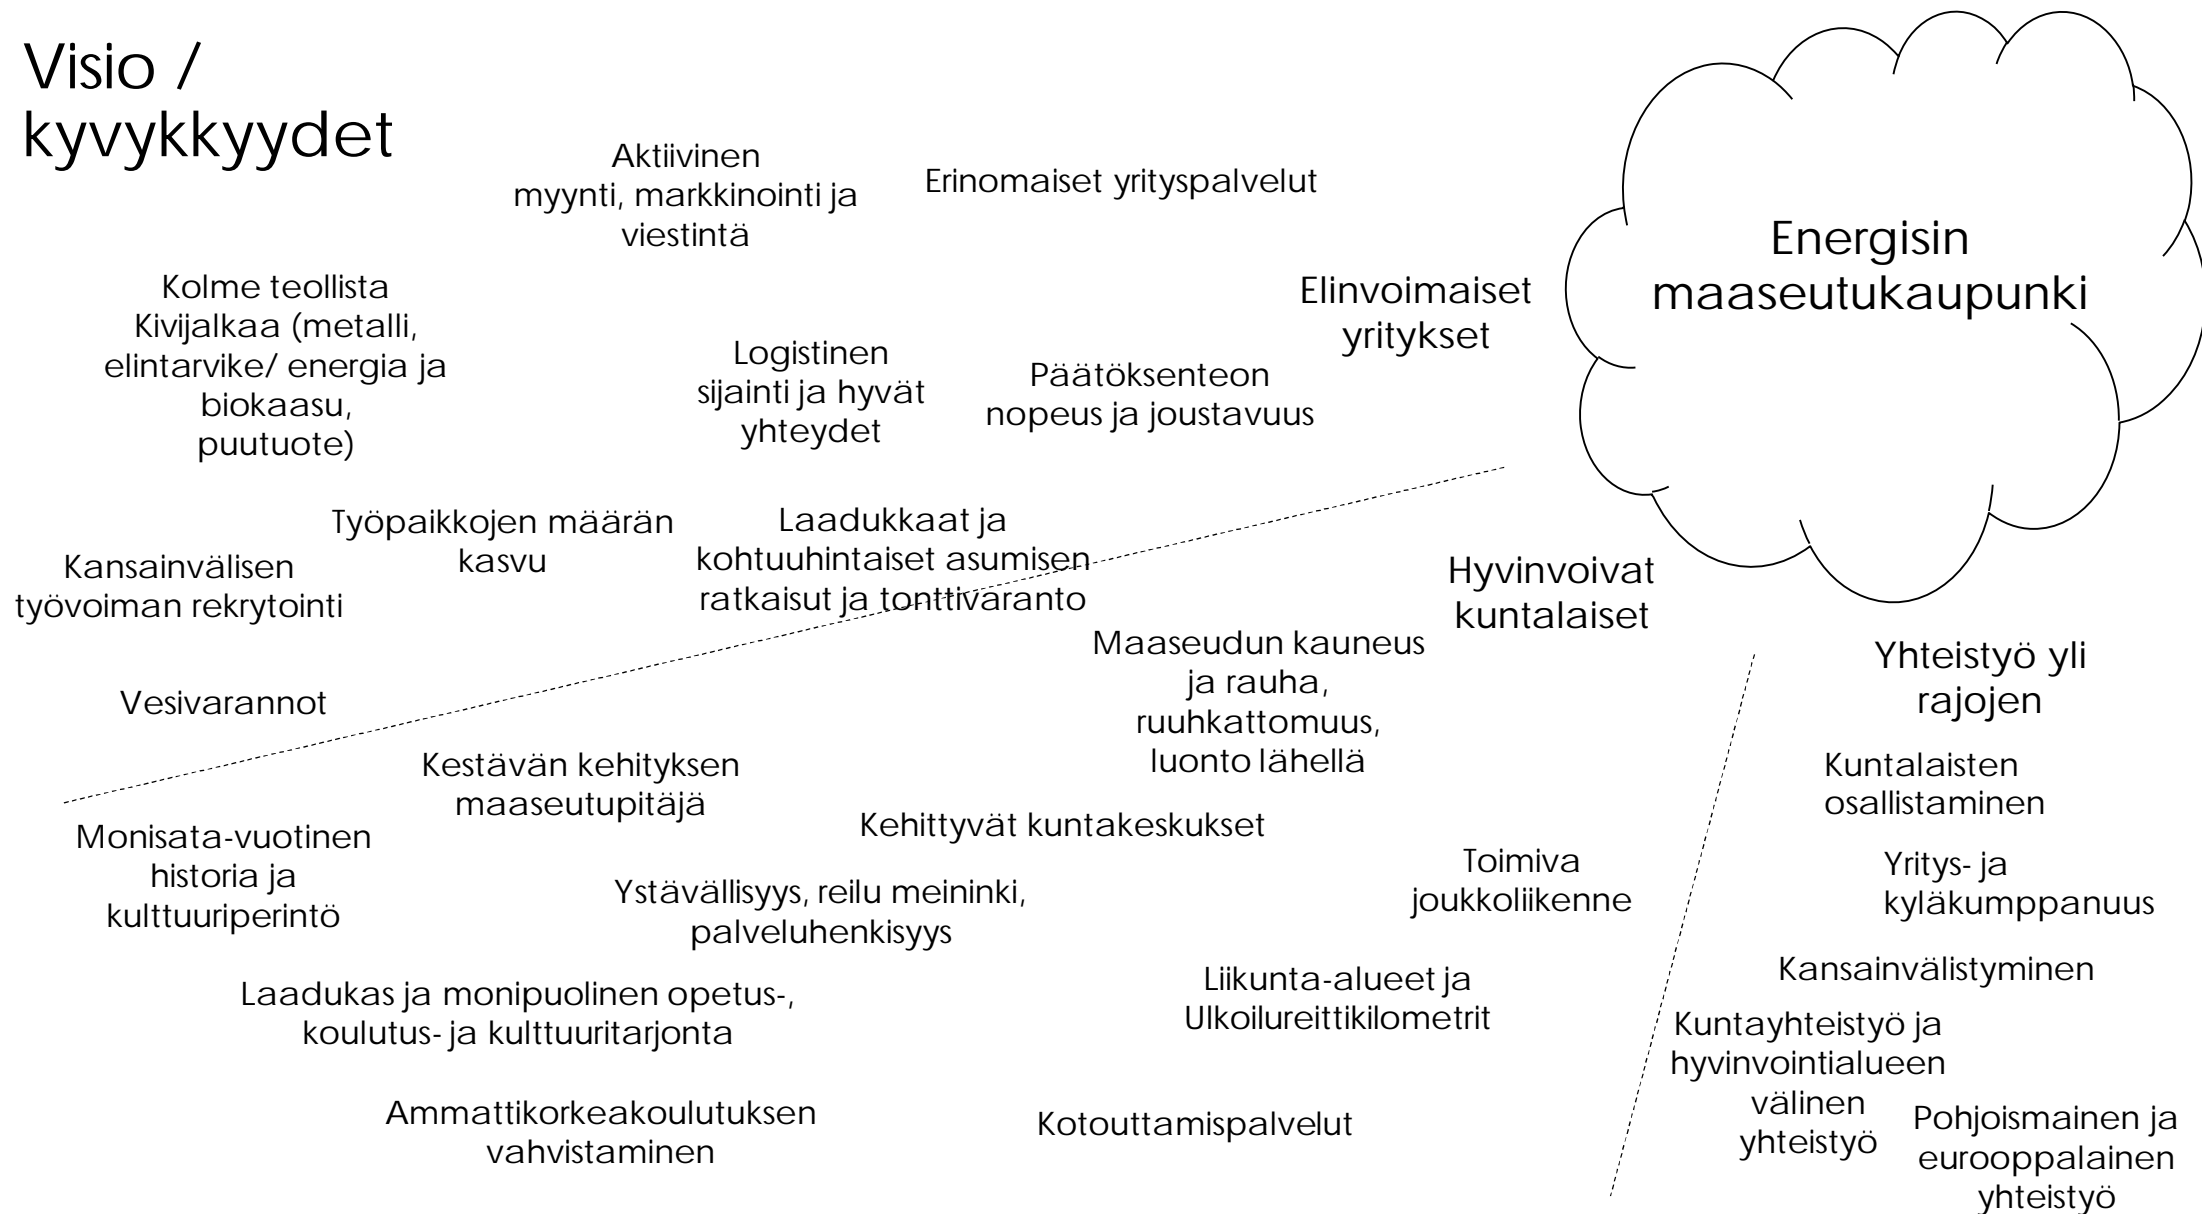 Visio /
kyvykkyydet
Aktiivinen
myynti, markkinointi ja
viestintä
Erinomaiset yrityspalvelut
Energisin
maaseutukaupunki
Kolme teollista
Kivijalkaa (metalli,
elintarvike/ energia ja
biokaasu,
puutuote)
Logistinen
sijainti ja hyvät
yhteydet
Päätöksenteon
nopeus ja joustavuus
Elinvoimaiset
yritykset
Kansainvälisen
työvoiman rekrytointi
Työpaikkojen määrän
kasvu
Laadukkaat ja
kohtuuhintaiset asumisen
ratkaisut ja tonttivaranto
Vesivarannot
Hyvinvoivat
kuntalaiset
Maaseudun kauneus
ja rauha,
ruuhkattomuus,
luonto lähellä
Kestävän kehityksen
maaseutupitäjä
Kehittyvät kuntakeskukset
Monisata-vuotinen
historia ja
kulttuuriperintö
Ystävällisyys, reilu meininki,
palveluhenkisyys
Toimiva
joukkoliikenne
Laadukas ja monipuolinen opetus-,
koulutus- ja kulttuuritarjonta
Liikunta-alueet ja
Ulkoilureittikilometrit
Ammattikorkeakoulutuksen
vahvistaminen
Kotouttamispalvelut
Yhteistyö yli
rajojen
Kuntalaisten
osallistaminen
Yritys- ja
kyläkumppanuus
Kansainvälistyminen
Kuntayhteistyö ja
hyvinvointialueen
välinen
yhteistyö
Pohjoismainen ja
eurooppalainen
yhteistyö